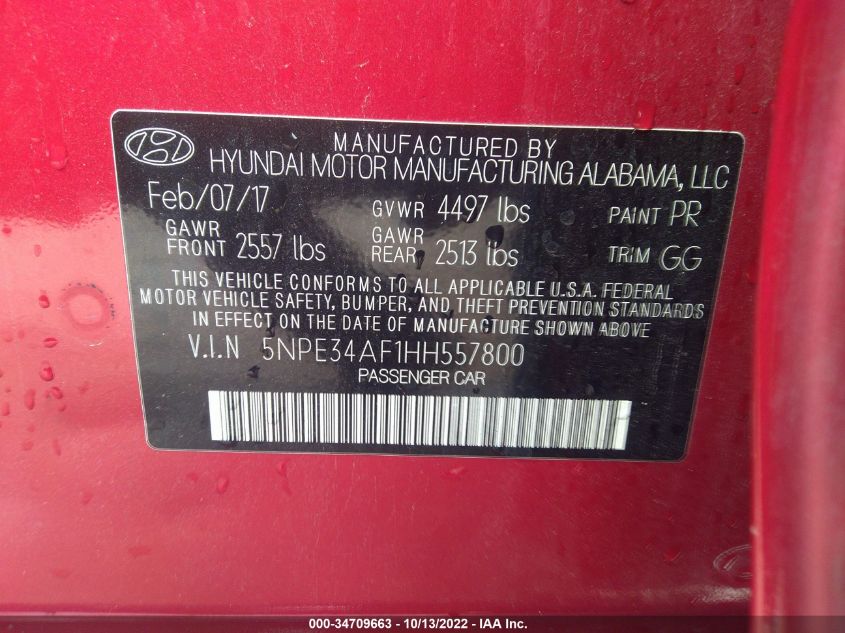 MANUFACTURED BY
HYUNDAI MOTOR MANUFACTURING ALABAMA, LLC
Feb/07/17 GVWR 4497 lbs PAINT PR
GAWR FRONT 2557 lbs GAWR REAR 2513 lbs TRIM GG
THIS VEHICLE CONFORMS TO ALL APPLICABLE U.S.A. FEDERAL
MOTOR VEHICLE SAFETY, BUMPER, AND THEFT PREVENTION STANDARDS
IN EFFECT ON THE DATE OF MANUFACTURE SHOWN ABOVE
V.I.N 5NPE34AF1HH557800
PASSENGER CAR
000-34709663 - 10/13/2022 - IAA Inc.